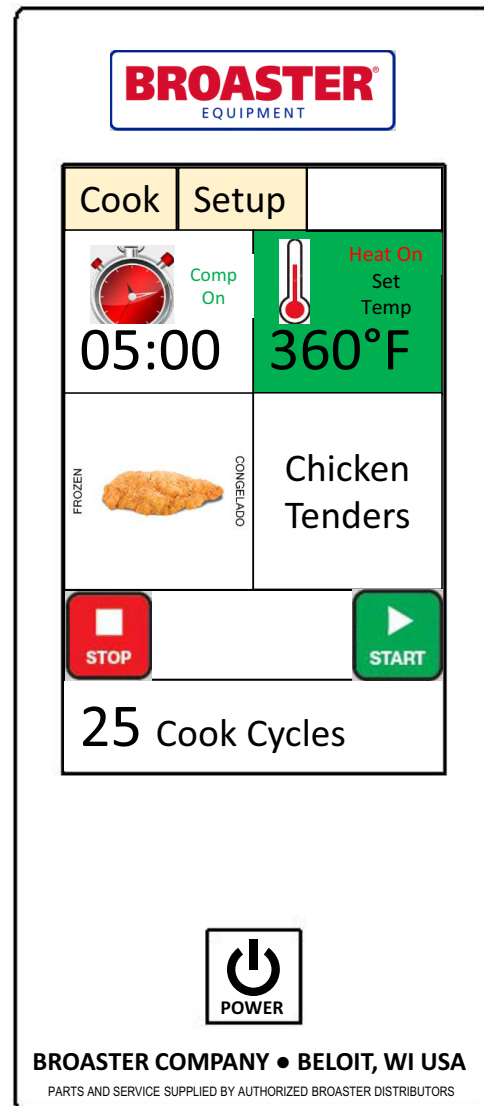 BROASTER®
EQUIPMENT
Cook Setup
Comp
On
05:00
Heat On
Set
Temp
360°F
FROZEN
CONGELADO
Chicken
Tenders
STOP
START
25 Cook Cycles
POWER
BROASTER COMPANY ● BELOIT, WI USA
PARTS AND SERVICE SUPPLIED BY AUTHORIZED BROASTER DISTRIBUTORS